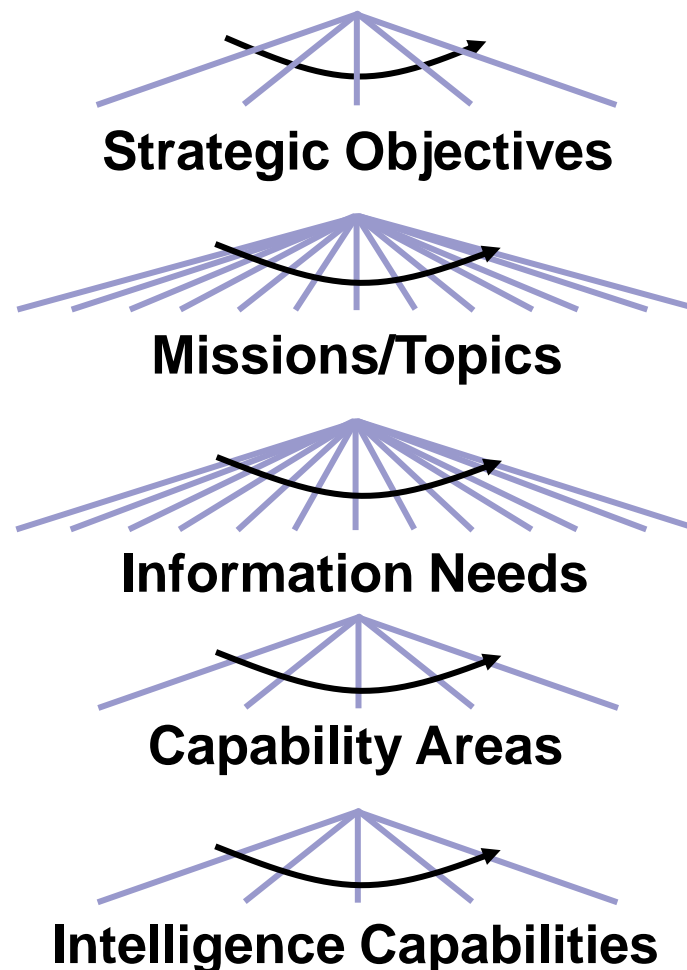 Strategic Objectives
Missions/Topics
Information Needs
Capability Areas
Intelligence Capabilities